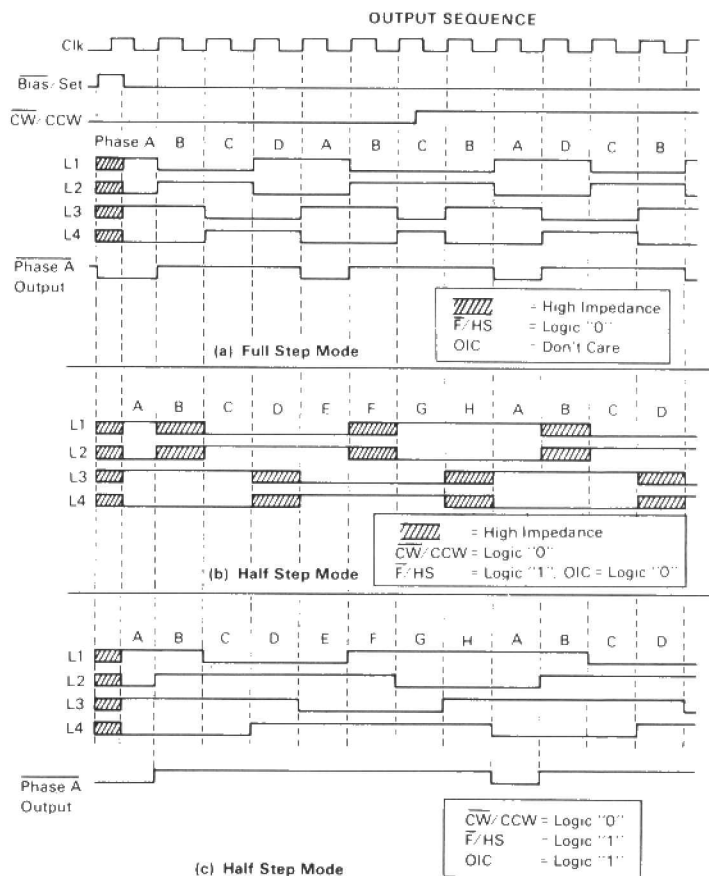 OUTPUT SEQUENCE
Clk
Bias/Set
CW/CCW
Phase A B C D A B C B A D C B
L1
L2
L3
L4
Phase A
Output
= High Impedance
F/HS = Logic "0"
OIC = Don't Care
(a) Full Step Mode
A B C D E F G H A B C D
L1
L2
L3
L4
= High Impedance
CW/CCW = Logic "0"
F/HS = Logic "1", OIC = Logic "0"
(b) Half Step Mode
A B C D E F G H A B C D
L1
L2
L3
L4
Phase A
Output
CW/CCW = Logic "0"
F/HS = Logic "1"
OIC = Logic "1"
(c) Half Step Mode